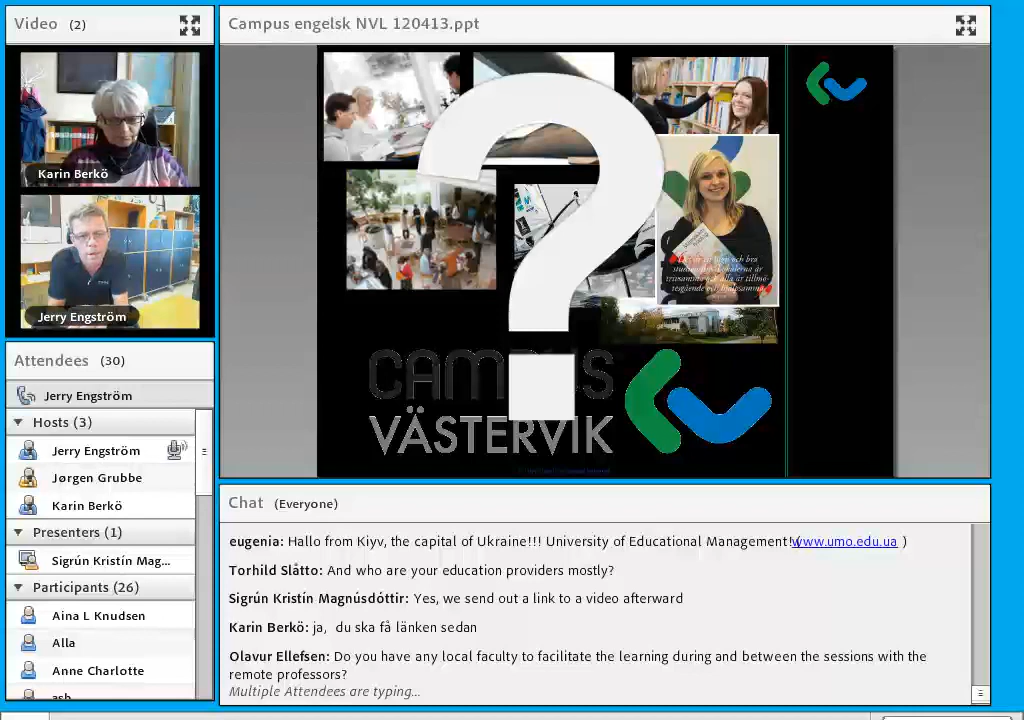 Video (2)
Karin Berkö
Jerry Engström
Attendees (30)
Jerry Engström
Hosts (3)
Jerry Engström
Jørgen Grubbe
Karin Berkö
Presenters (1)
Sigrún Kristín Mag...
Participants (26)
Aina L Knudsen
Alla
Anne Charlotte
asb
Campus engelsk NVL 120413.ppt
?
CAMPUS
VÄSTERVIK
Chat (Everyone)
eugenia: Hallo from Kiyv, the capital of Ukraine!!! University of Educational Management!(www.umo.edu.ua )
Torhild Slåtto: And who are your education providers mostly?
Sigrún Kristín Magnúsdóttir: Yes, we send out a link to a video afterward
Karin Berkö: ja, du ska få länken sedan
Olavur Ellefsen: Do you have any local faculty to facilitate the learning during and between the sessions with the
remote professors?
Multiple Attendees are typing...